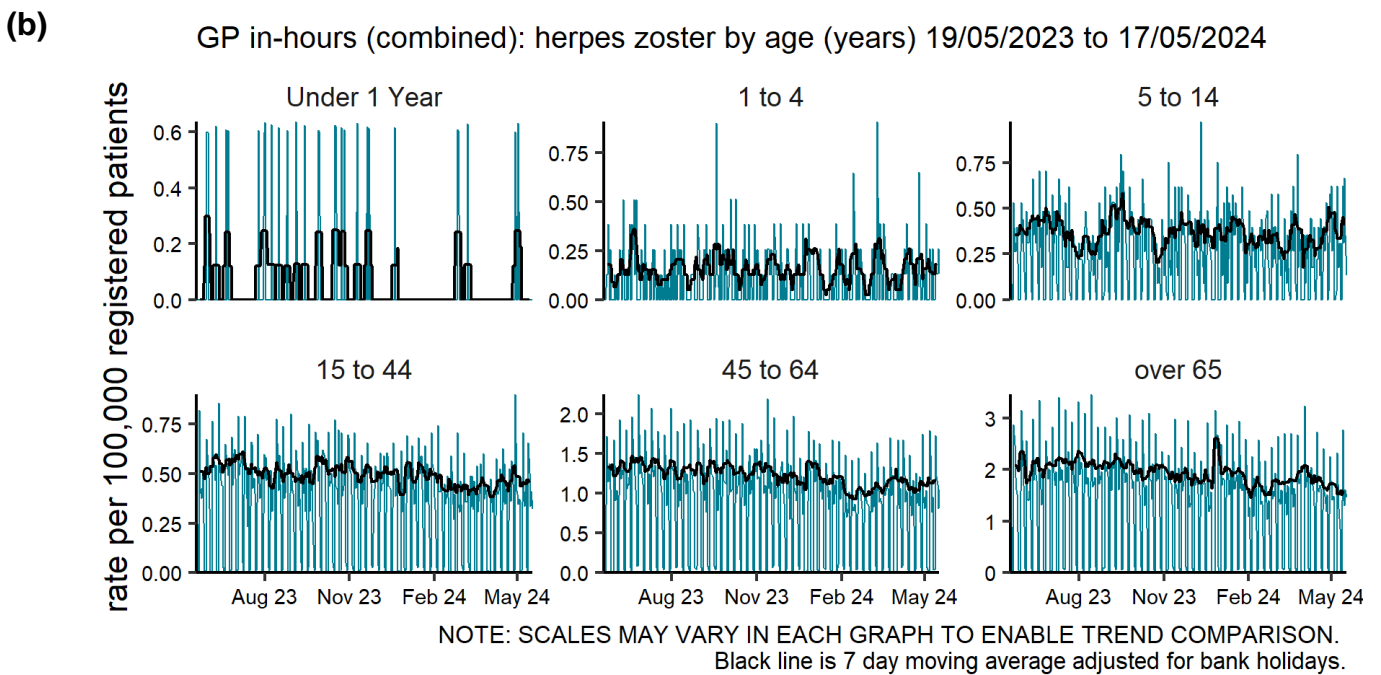 (b)
GP in-hours (combined): herpes zoster by age (years) 19/05/2023 to 17/05/2024
rate per 100,000 registered patients
Under 1 Year
0.6
0.4
0.2
0.0
1 to 4
0.75
0.50
0.25
0.00
5 to 14
0.75
0.50
0.25
0.00
15 to 44
0.75
0.50
0.25
0.00
Aug 23 Nov 23 Feb 24 May 24
45 to 64
2.0
1.5
1.0
0.5
0.0
Aug 23 Nov 23 Feb 24 May 24
over 65
3
2
1
0
Aug 23 Nov 23 Feb 24 May 24
NOTE: SCALES MAY VARY IN EACH GRAPH TO ENABLE TREND COMPARISON.
Black line is 7 day moving average adjusted for bank holidays.